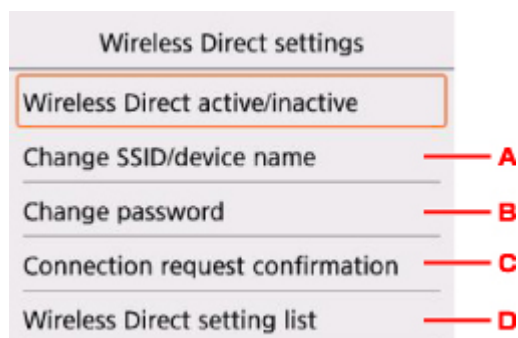 Wireless Direct settings
Wireless Direct active/inactive
Change SSID/device name A
Change password B
Connection request confirmation C
Wireless Direct setting list D